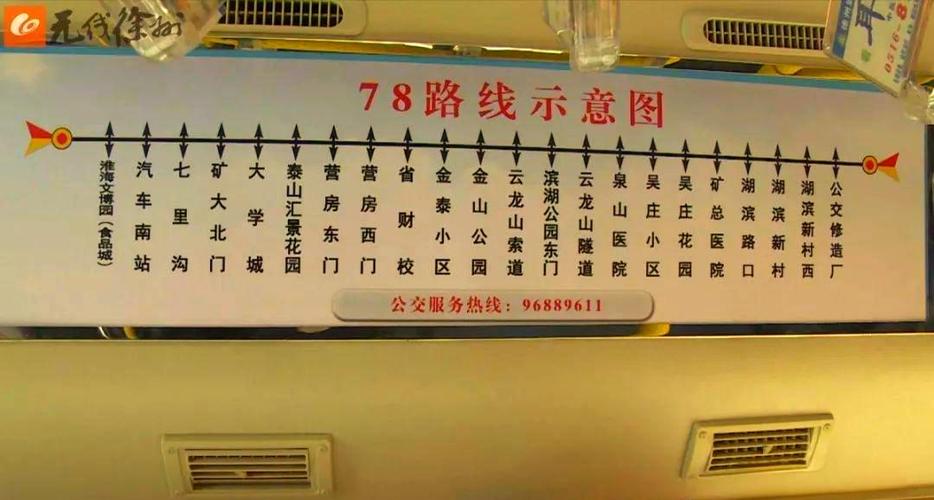 无线徐州
0516-8
78路线示意图
淮海文博园（食品城）
汽车南站
七里沟
矿大北门
大学城
泰山汇景花园
营房东门
营房西门
省财校
金泰小区
金山公园
云龙山索道
滨湖公园东门
云龙山隧道
泉山医院
吴庄小区
吴庄花园
矿总医院
湖滨路口
湖滨新村
湖滨新村西
公交修造厂
公交服务热线：96889611